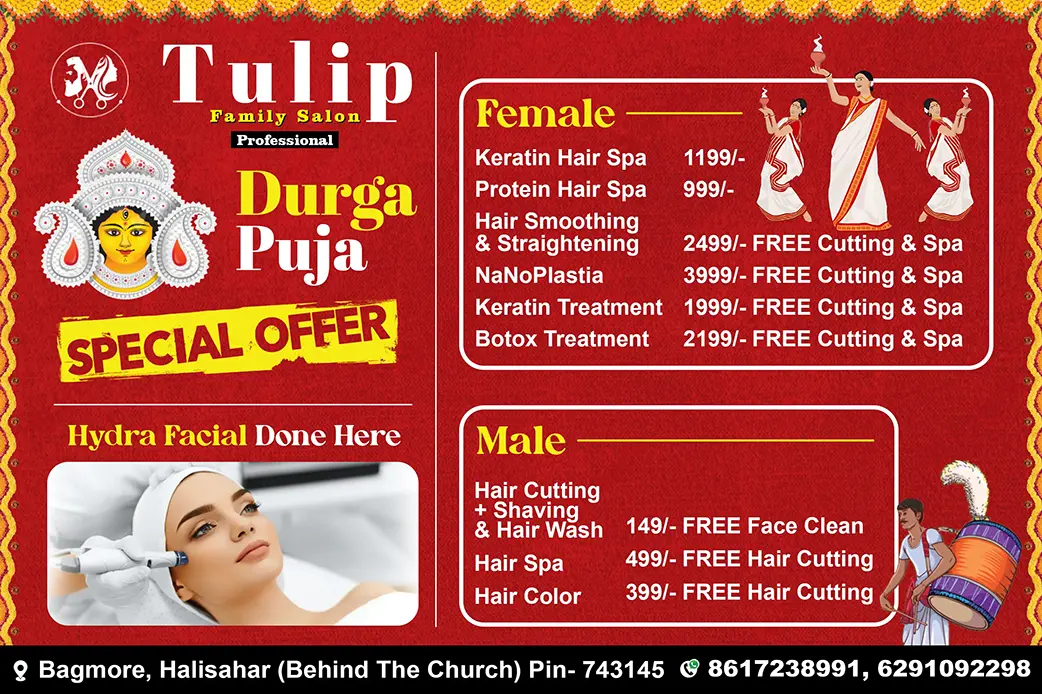 Tulip
Family Salon
Professional
Durga
Puja
SPECIAL OFFER
Hydra Facial Done Here
Female
Keratin Hair Spa 1199/-
Protein Hair Spa 999/-
Hair Smoothing
& Straightening 2499/- FREE Cutting & Spa
NaNoPlastia 3999/- FREE Cutting & Spa
Keratin Treatment 1999/- FREE Cutting & Spa
Botox Treatment 2199/- FREE Cutting & Spa
Male
Hair Cutting
+ Shaving
& Hair Wash 149/- FREE Face Clean
Hair Spa 499/- FREE Hair Cutting
Hair Color 399/- FREE Hair Cutting
Bagmore, Halisahar (Behind The Church) Pin- 743145 8617238991, 6291092298